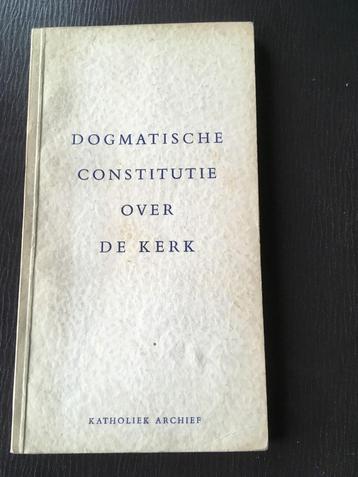 DOGMATISCHE
CONSTITUTIE
OVER
DE KERK
KATHOLIEK ARCHIEF